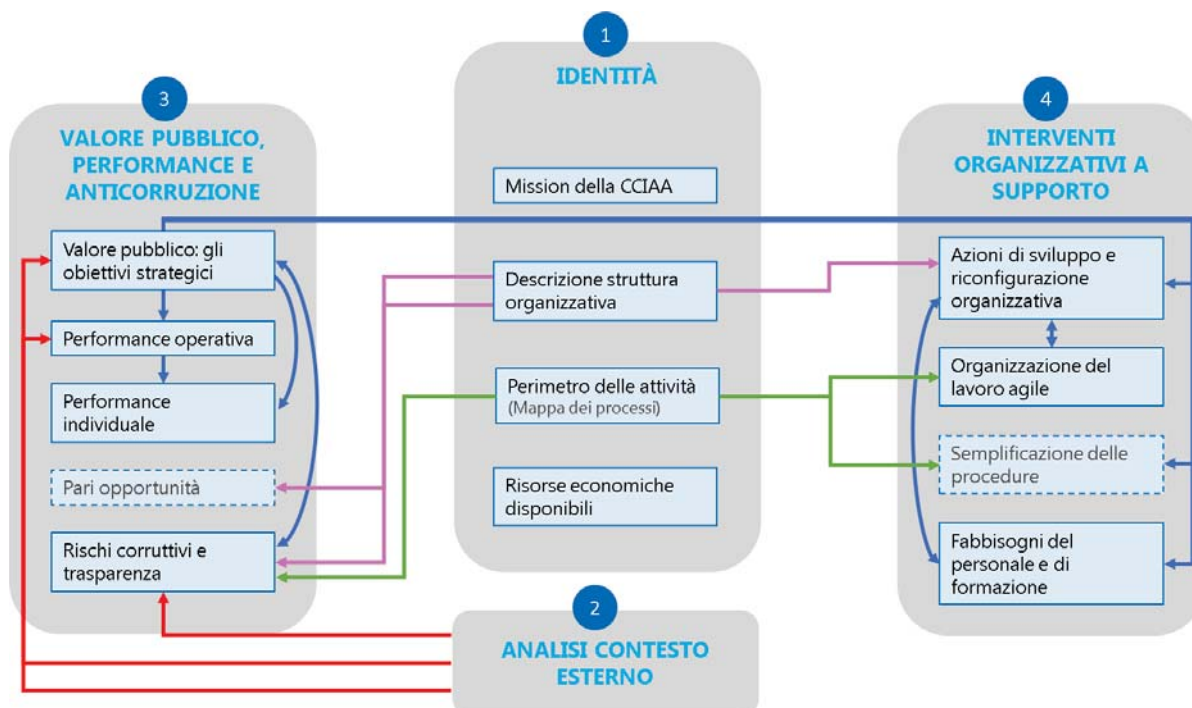 1
IDENTITÀ
Mission della CCIAA
Descrizione struttura
organizzativa
Perimetro delle attività
(Mappa dei processi)
Risorse economiche
disponibili
2
ANALISI CONTESTO
ESTERNO
3
VALORE PUBBLICO,
PERFORMANCE E
ANTICORRUZIONE
Valore pubblico: gli
obiettivi strategici
Performance operativa
Performance
individuale
Pari opportunità
Rischi corruttivi e
trasparenza
4
INTERVENTI
ORGANIZZATIVI A
SUPPORTO
Azioni di sviluppo e
riconfigurazione
organizzativa
Organizzazione del
lavoro agile
Semplificazione delle
procedure
Fabbisogni del
personale e di
formazione